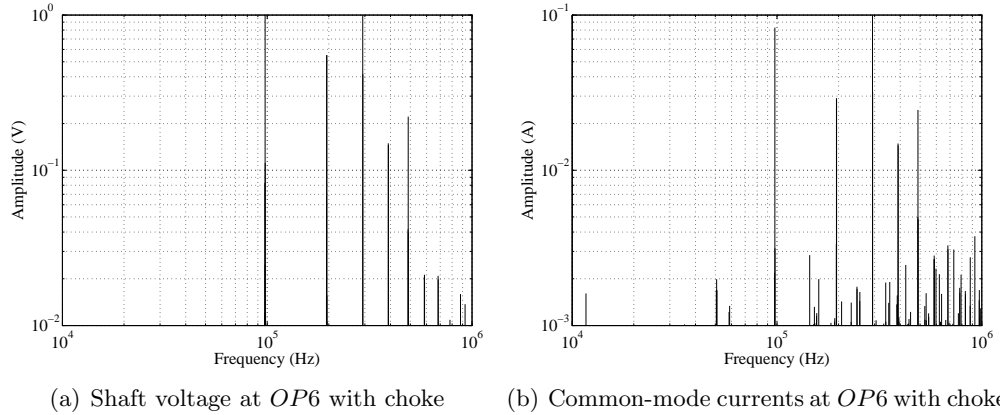 10^0
10^-1
10^-2
Amplitude (V)
10^4
10^5
10^6
Frequency (Hz)
(a) Shaft voltage at OP6 with choke
10^-1
10^-2
10^-3
Amplitude (A)
10^4
10^5
10^6
Frequency (Hz)
(b) Common-mode currents at OP6 with choke